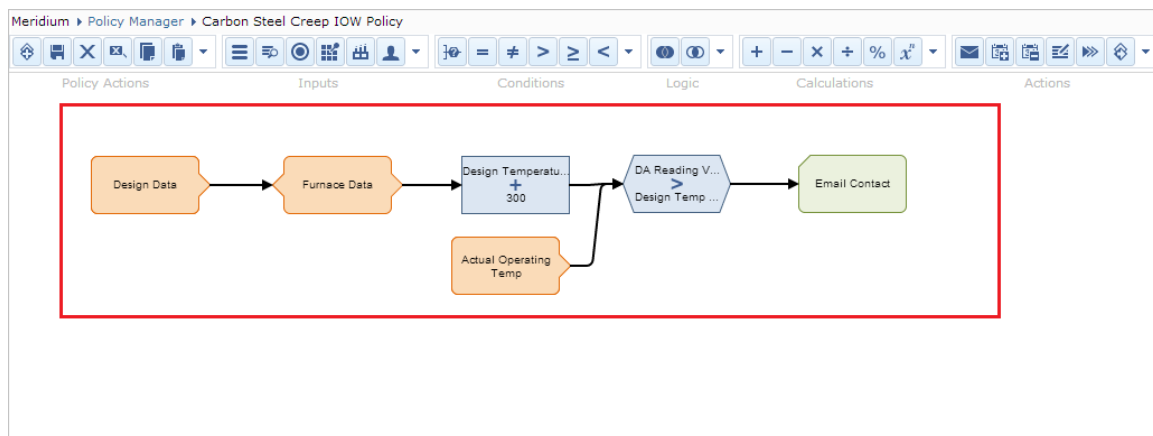 Meridium ▸ Policy Manager ▸ Carbon Steel Creep IOW Policy
Policy Actions Inputs Conditions Logic Calculations Actions
Design Data
Furnace Data
Design Temperatu...
+
300
DA Reading V...
>
Design Temp ...
Email Contact
Actual Operating
Temp